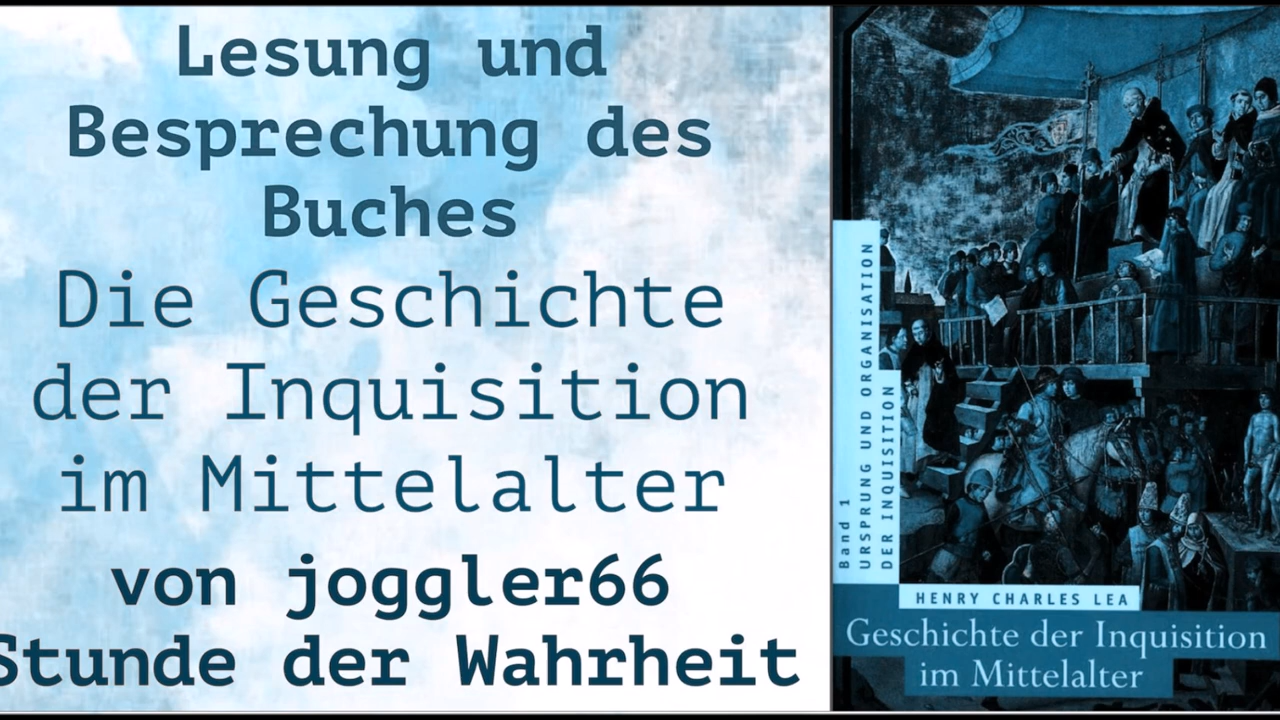 Lesung und
Besprechung des
Buches
Die Geschichte
der Inquisition
im Mittelalter
von joggler66
Stunde der Wahrheit
Band 1
URSPRUNG UND ORGANISATION
DER INQUISITION
HENRY CHARLES LEA
Geschichte der Inquisition
im Mittelalter